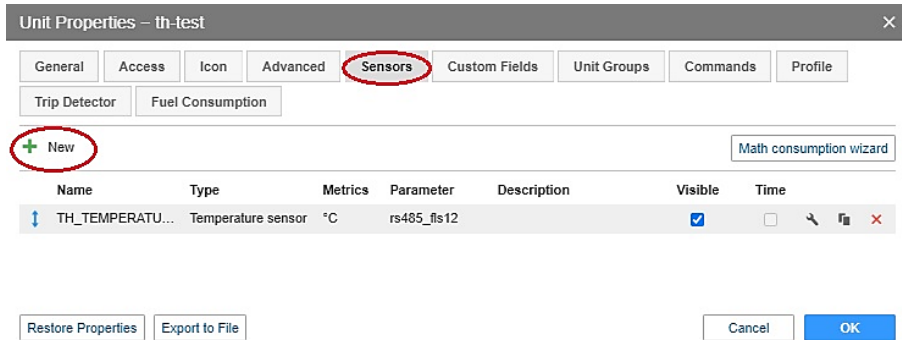 Unit Properties – th-test
General Access Icon Advanced Sensors Custom Fields Unit Groups Commands Profile
Trip Detector Fuel Consumption
New Math consumption wizard
Name Type Metrics Parameter Description Visible Time
TH_TEMPERATU... Temperature sensor °C rs485_fls12
Restore Properties Export to File Cancel OK